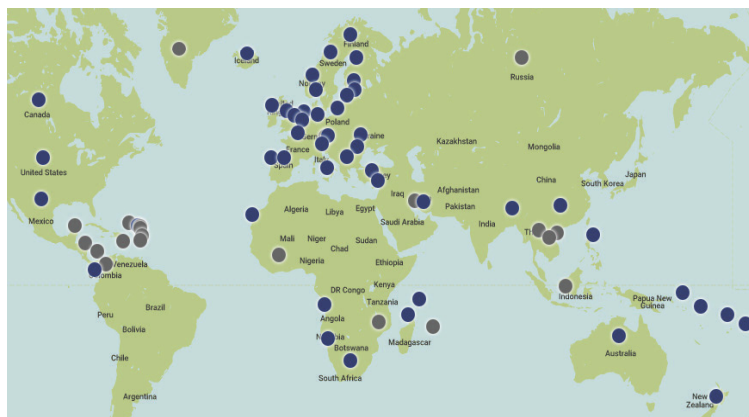 Finland
Iceland
Sweden
Russia
Canada
Poland
Kazakhstan
Mongolia
France
United States
South Korea
Japan
China
Iraq
Afghanistan
Algeria
Libya
Egypt
Pakistan
Mexico
Saudi Arabia
India
Mali
Niger
Chad
Sudan
Nigeria
Ethiopia
Venezuela
DR Congo
Kenya
Tanzania
Indonesia
Papua New
Guinea
Brazil
Peru
Angola
Bolivia
Madagascar
Botswana
Australia
Chile
South Africa
Argentina
New
Zealand